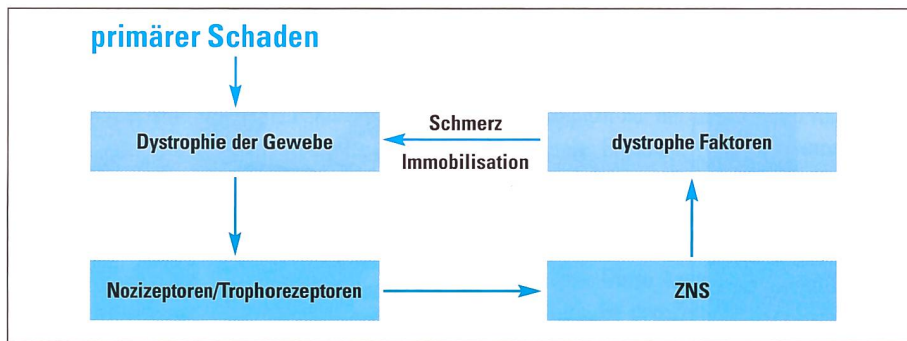 primärer Schaden
Dystrophie der Gewebe
Schmerz
Immobilisation
dystrophe Faktoren
Nozizeptoren/Trophorezeptoren
ZNS